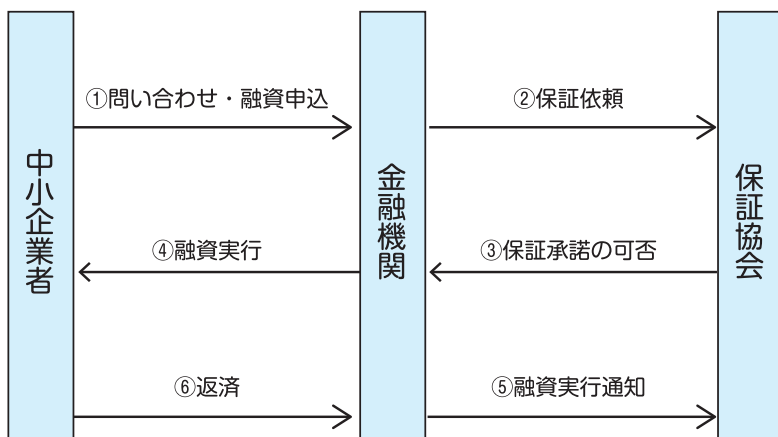 ①問い合わせ・融資申込
②保証依頼
中小企業者
金融機関
保証協会
④融資実行
③保証承諾の可否
⑥返済
⑤融資実行通知